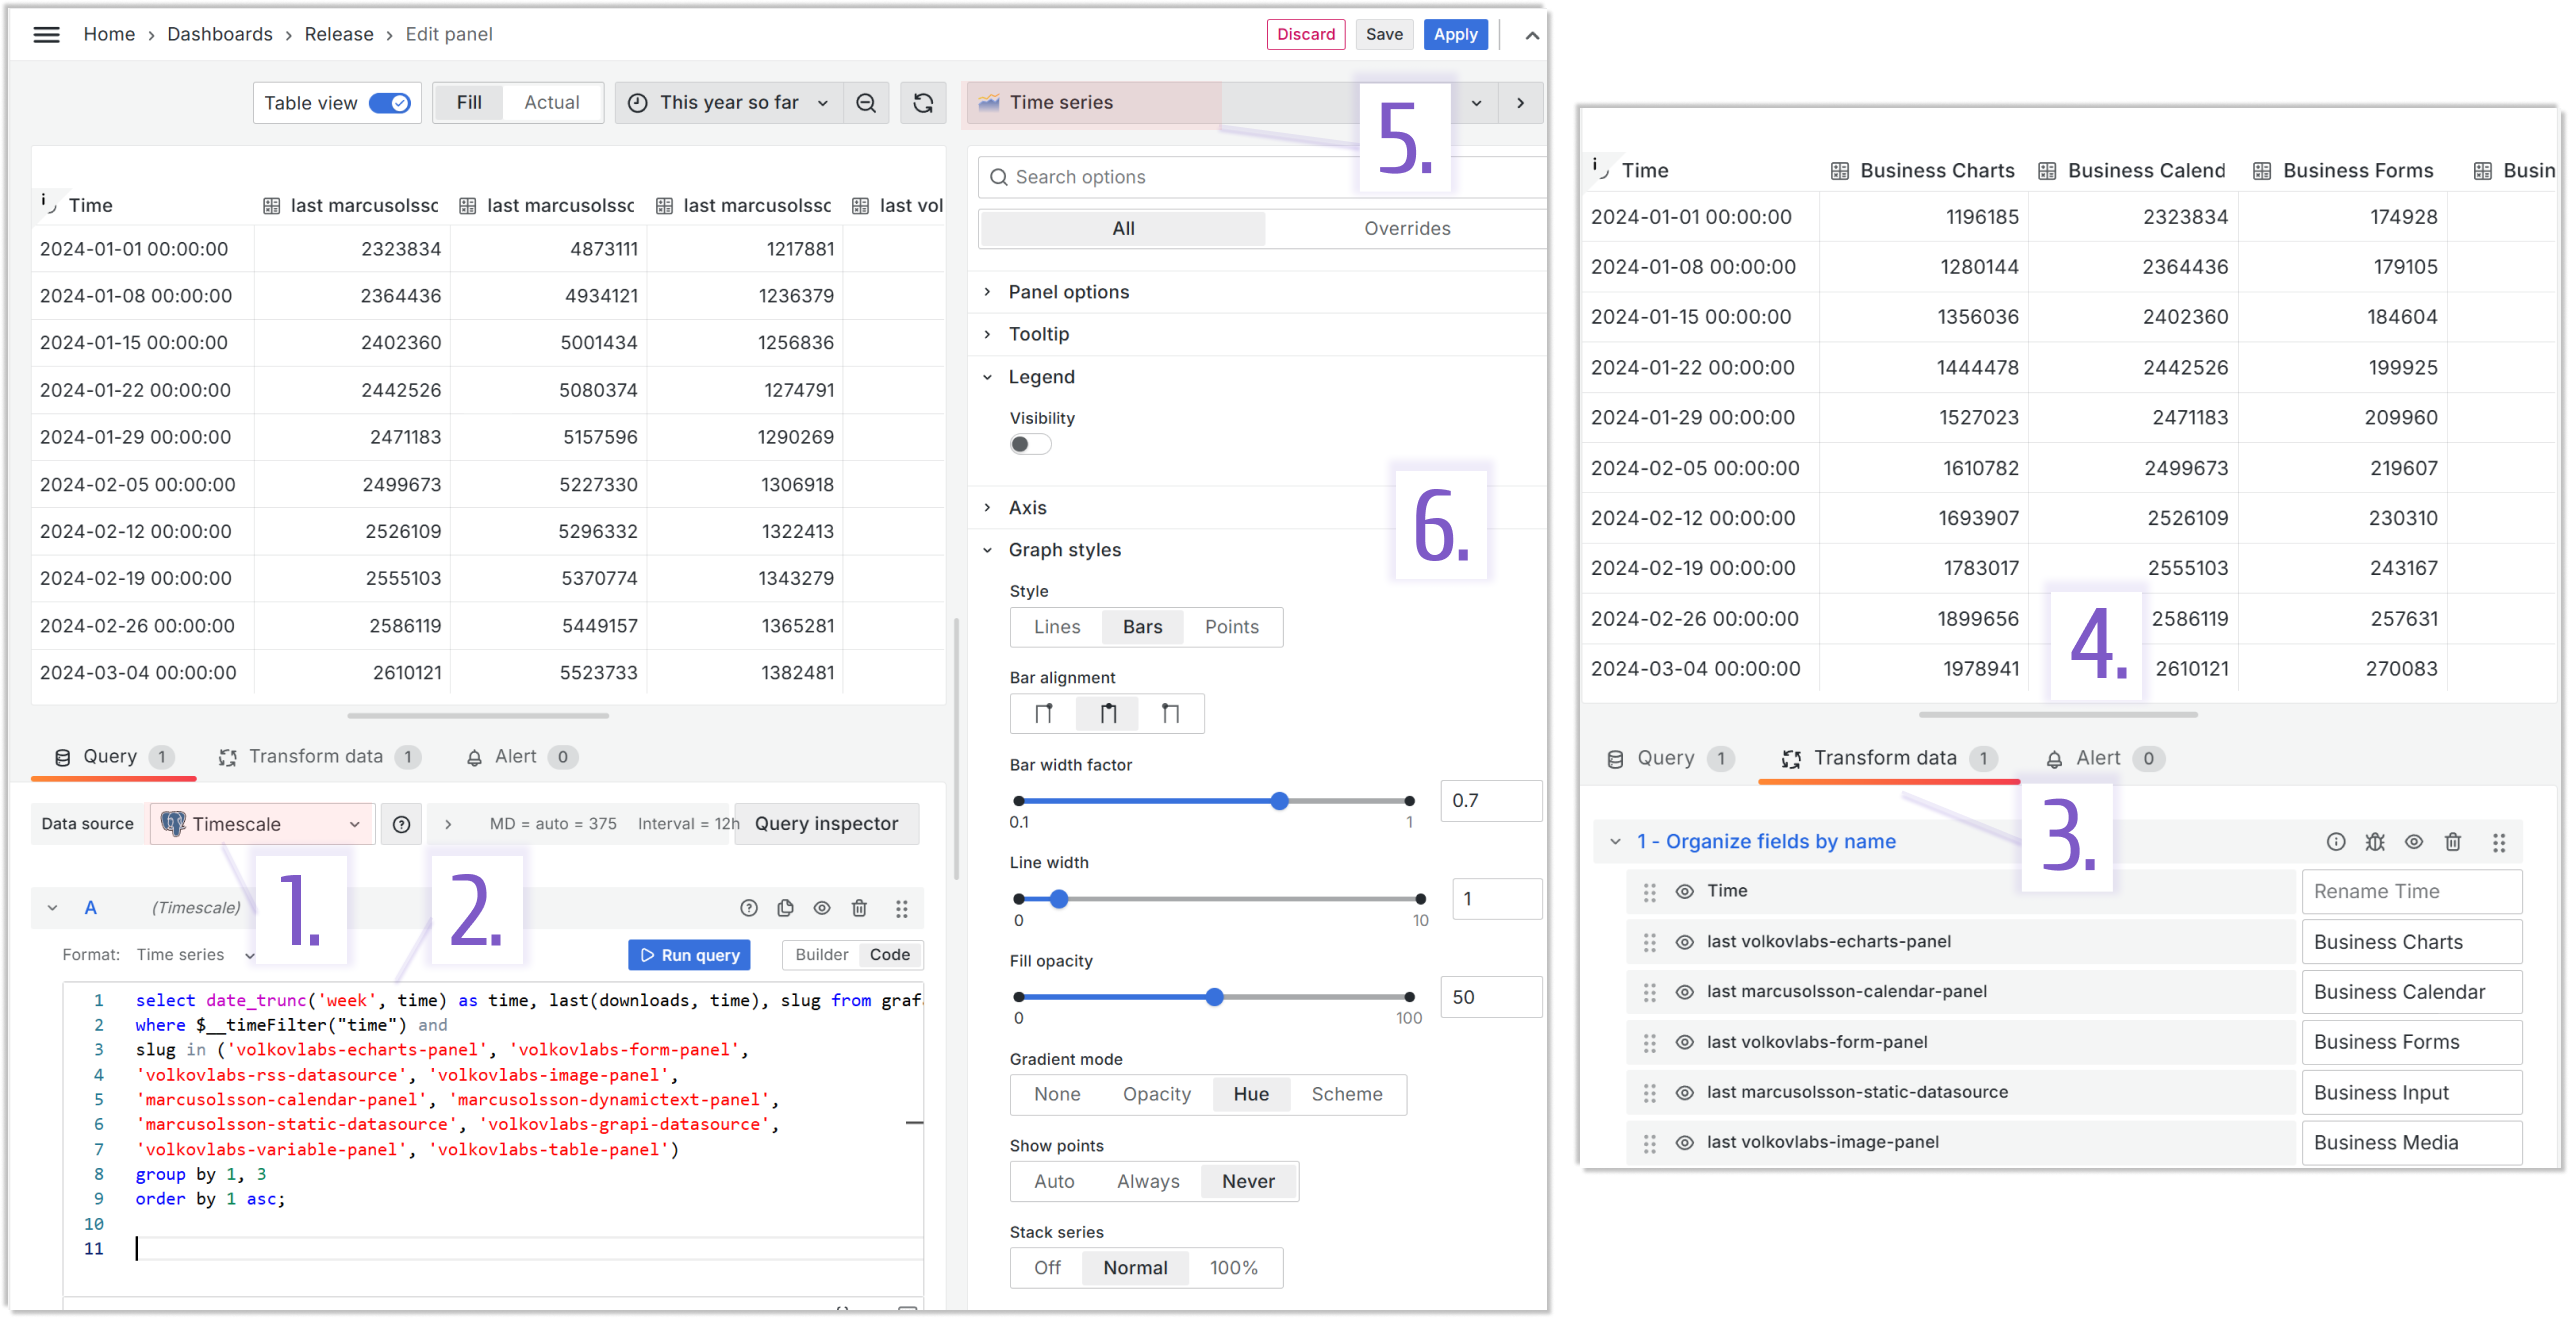 Home › Dashboards › Release › Edit panel
Discard Save Apply
Table view Fill Actual This year so far
Time series
5.
Search options
All Overrides
Panel options
Tooltip
Legend
Visibility
Axis
6.
Graph styles
Style
Lines Bars Points
Bar alignment
Bar width factor
0.7
0.1 1
Line width
1
0 10
Fill opacity
50
0 100
Gradient mode
None Opacity Hue Scheme
Show points
Auto Always Never
Stack series
Off Normal 100%
Time last marcusolssc last marcusolssc last marcusolssc last vol
2024-01-01 00:00:00 2323834 4873111 1217881
2024-01-08 00:00:00 2364436 4934121 1236379
2024-01-15 00:00:00 2402360 5001434 1256836
2024-01-22 00:00:00 2442526 5080374 1274791
2024-01-29 00:00:00 2471183 5157596 1290269
2024-02-05 00:00:00 2499673 5227330 1306918
2024-02-12 00:00:00 2526109 5296332 1322413
2024-02-19 00:00:00 2555103 5370774 1343279
2024-02-26 00:00:00 2586119 5449157 1365281
2024-03-04 00:00:00 2610121 5523733 1382481
Query 1 Transform data 1 Alert 0
Data source Timescale MD = auto = 375 Interval = 12h Query inspector
1.
2.
A (Timescale)
Format: Time series Run query Builder Code
1 select date_trunc('week', time) as time, last(downloads, time), slug from grafa
2 where $__timeFilter("time") and
3 slug in ('volkovlabs-echarts-panel', 'volkovlabs-form-panel',
4 'volkovlabs-rss-datasource', 'volkovlabs-image-panel',
5 'marcusolsson-calendar-panel', 'marcusolsson-dynamictext-panel',
6 'marcusolsson-static-datasource', 'volkovlabs-grapi-datasource',
7 'volkovlabs-variable-panel', 'volkovlabs-table-panel')
8 group by 1, 3
9 order by 1 asc;
10
11
Time Business Charts Business Calend Business Forms Busin
2024-01-01 00:00:00 1196185 2323834 174928
2024-01-08 00:00:00 1280144 2364436 179105
2024-01-15 00:00:00 1356036 2402360 184604
2024-01-22 00:00:00 1444478 2442526 199925
2024-01-29 00:00:00 1527023 2471183 209960
2024-02-05 00:00:00 1610782 2499673 219607
2024-02-12 00:00:00 1693907 2526109 230310
2024-02-19 00:00:00 1783017 2555103 243167
2024-02-26 00:00:00 1899656 2586119 257631
2024-03-04 00:00:00 1978941 2610121 270083
4.
Query 1 Transform data 1 Alert 0
3.
1 - Organize fields by name
Time Rename Time
last volkovlabs-echarts-panel Business Charts
last marcusolsson-calendar-panel Business Calendar
last volkovlabs-form-panel Business Forms
last marcusolsson-static-datasource Business Input
last volkovlabs-image-panel Business Media